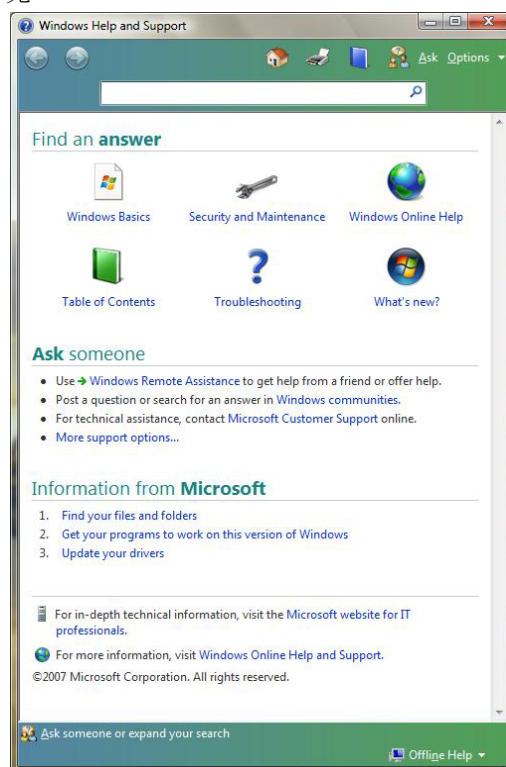 Windows Help and Support
Ask Options
Find an answer
Windows Basics
Security and Maintenance
Windows Online Help
Table of Contents
Troubleshooting
What's new?
Ask someone
• Use Windows Remote Assistance to get help from a friend or offer help.
• Post a question or search for an answer in Windows communities.
• For technical assistance, contact Microsoft Customer Support online.
• More support options...
Information from Microsoft
1. Find your files and folders
2. Get your programs to work on this version of Windows
3. Update your drivers
For in-depth technical information, visit the Microsoft website for IT
professionals.
For more information, visit Windows Online Help and Support.
©2007 Microsoft Corporation. All rights reserved.
Ask someone or expand your search
Offline Help